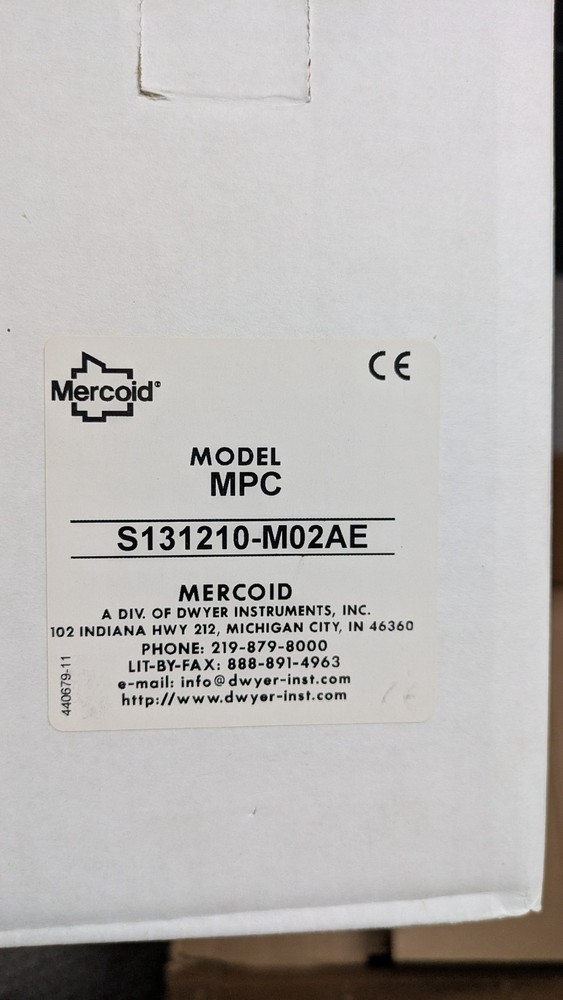 Mercoid®
CE
MODEL
MPC
S131210-M02AE
MERCOID
A DIV. OF DWYER INSTRUMENTS, INC.
102 INDIANA HWY 212, MICHIGAN CITY, IN 46360
PHONE: 219-879-8000
LIT-BY-FAX: 888-891-4963
e-mail: info@dwyer-inst.com
http://www.dwyer-inst.com
440679-11